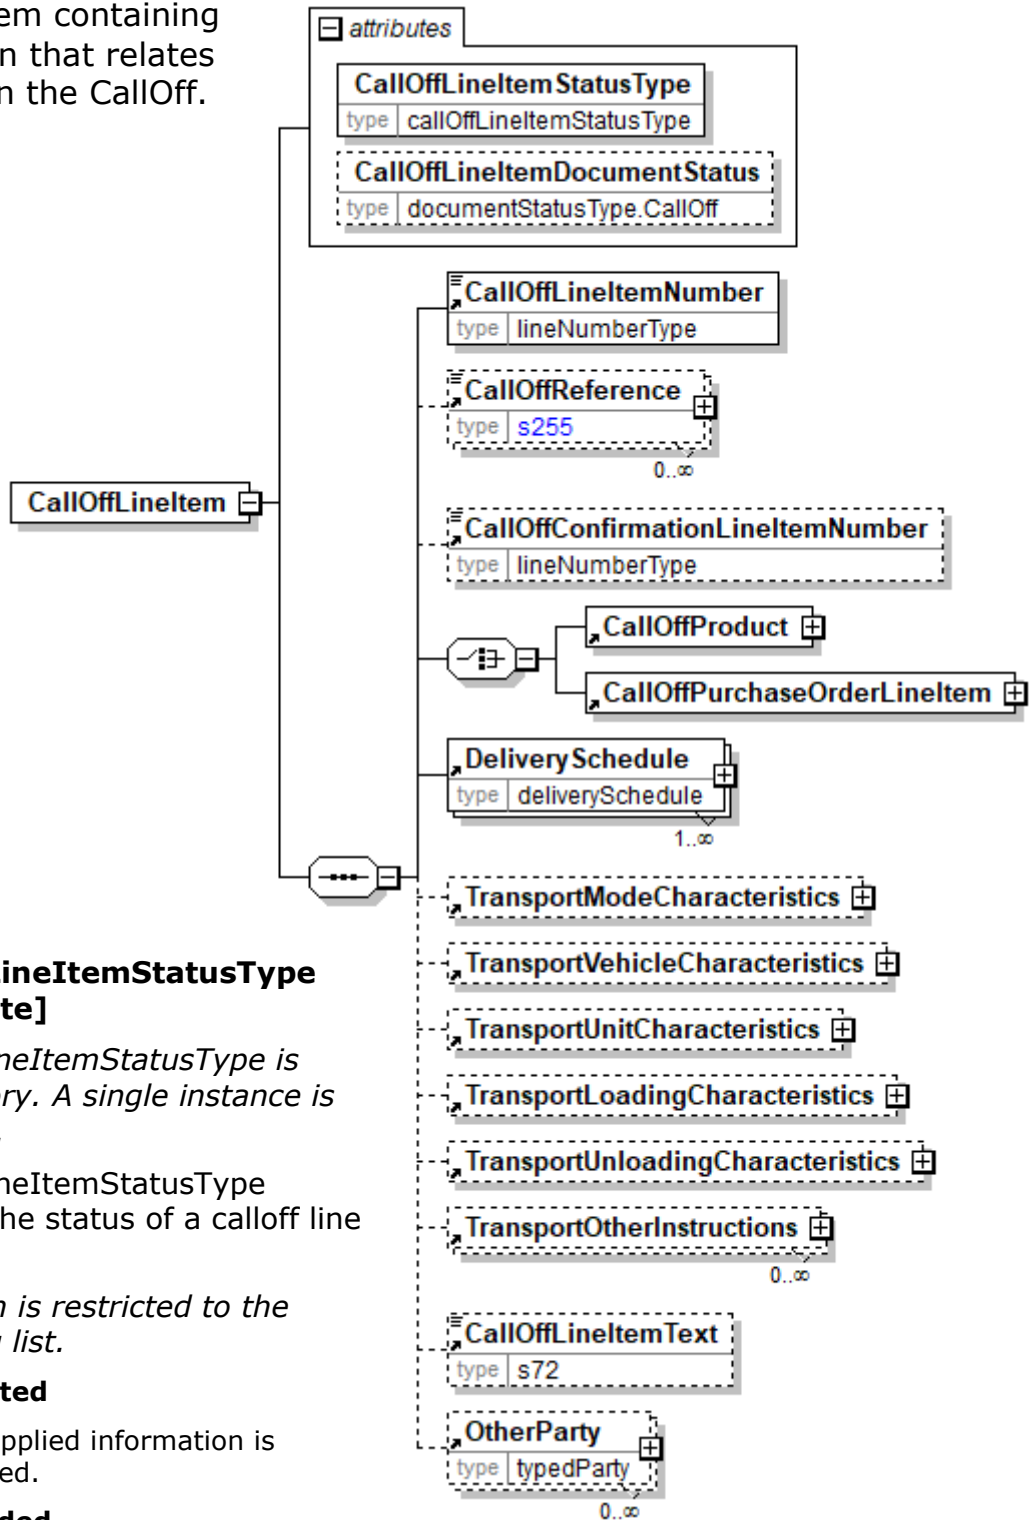 em containing
n that relates
n the CallOff.
attributes
CallOffLineItemStatusType
type callOffLineItemStatusType
CallOffLineItemDocumentStatus
type documentStatusType.CallOff
CallOffLineItemNumber
type lineNumberType
CallOffReference
type s255
0..∞
CallOffLineItem
CallOffConfirmationLineItemNumber
type lineNumberType
CallOffProduct
CallOffPurchaseOrderLineItem
DeliverySchedule
type deliverySchedule
1..∞
TransportModeCharacteristics
TransportVehicleCharacteristics
TransportUnitCharacteristics
TransportLoadingCharacteristics
TransportUnloadingCharacteristics
TransportOtherInstructions
0..∞
CallOffLineItemText
type s72
OtherParty
type typedParty
0..∞
LineItemStatusType
te]
neItemStatusType is
ry. A single instance is
neItemStatusType
he status of a calloff line
n is restricted to the
list.
ted
pplied information is
ed.